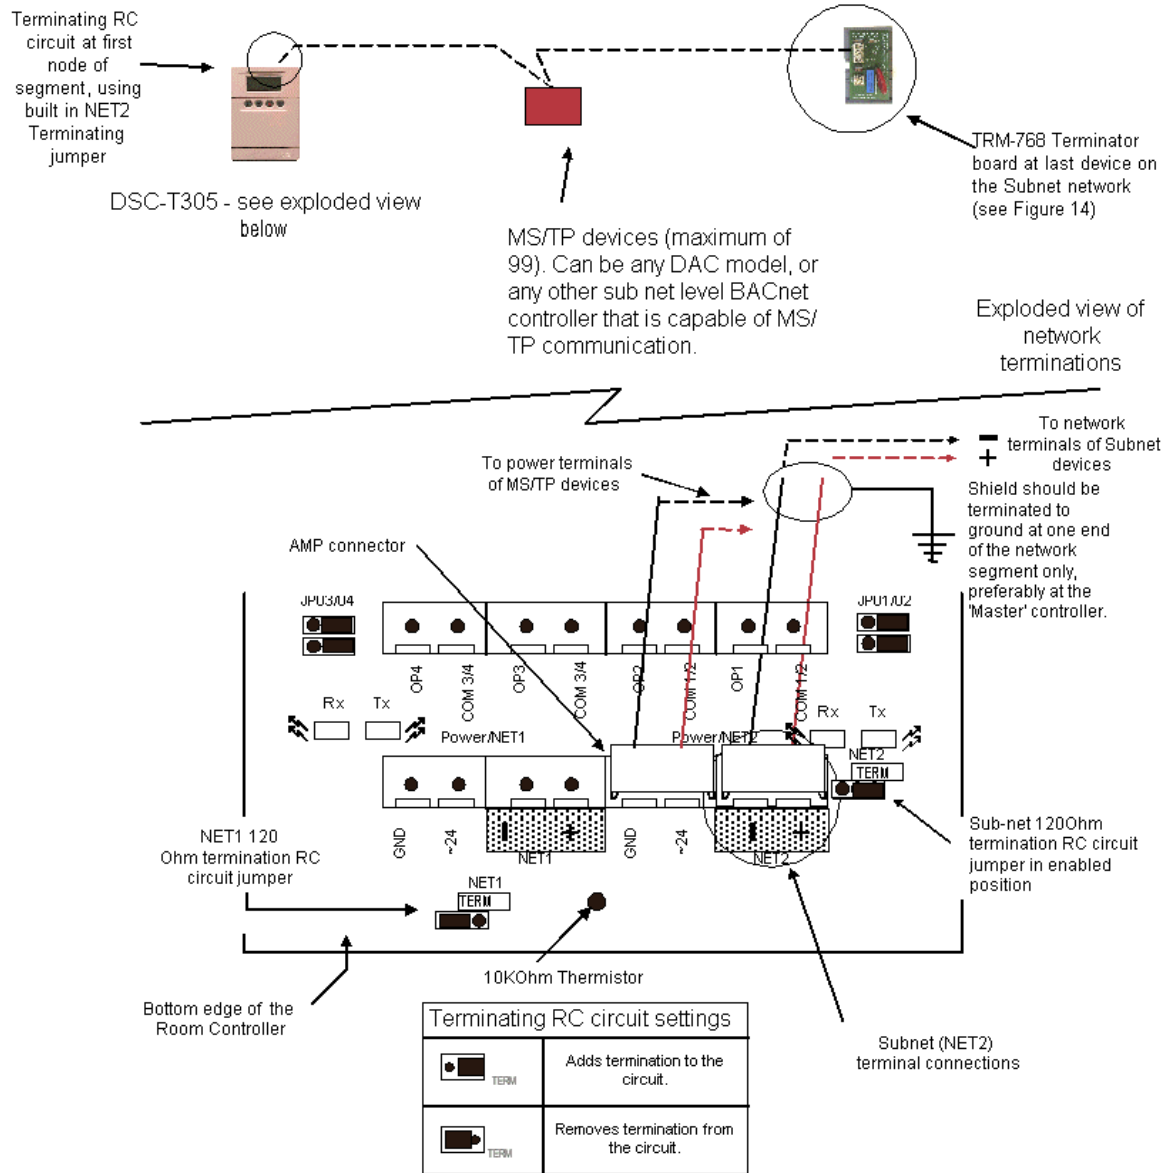 Terminating RC
circuit at first
node of
segment, using
built in NET2
Terminating
jumper
DSC-T305 - see exploded view
below
MS/TP devices (maximum of
99). Can be any DAC model, or
any other sub net level BACnet
controller that is capable of MS/
TP communication.
TRM-768 Terminator
board at last device on
the Subnet network
(see Figure 14)
Exploded view of
network
terminations
To network
terminals of Subnet
devices
-
+
Shield should be
terminated to
ground at one end
of the network
segment only,
preferably at the
'Master' controller.
To power terminals
of MS/TP devices
AMP connector
JP03/04
JP01/02
OP4
COM 3/4
OP3
COM 3/4
OP2
COM 1/2
OP1
COM 1/2
Rx
Tx
Rx
Tx
Power/NET1
Power/NET2
NET2
TERM
GND
~24
- +
NET1
GND
~24
- +
NET2
NET1 120
Ohm termination RC
circuit jumper
NET1
TERM
Sub-net 120Ohm
termination RC circuit
jumper in enabled
position
10KOhm Thermistor
Bottom edge of the
Room Controller
Subnet (NET2)
terminal connections
Terminating RC circuit settings
TERM
Adds termination to the
circuit.
TERM
Removes termination from
the circuit.